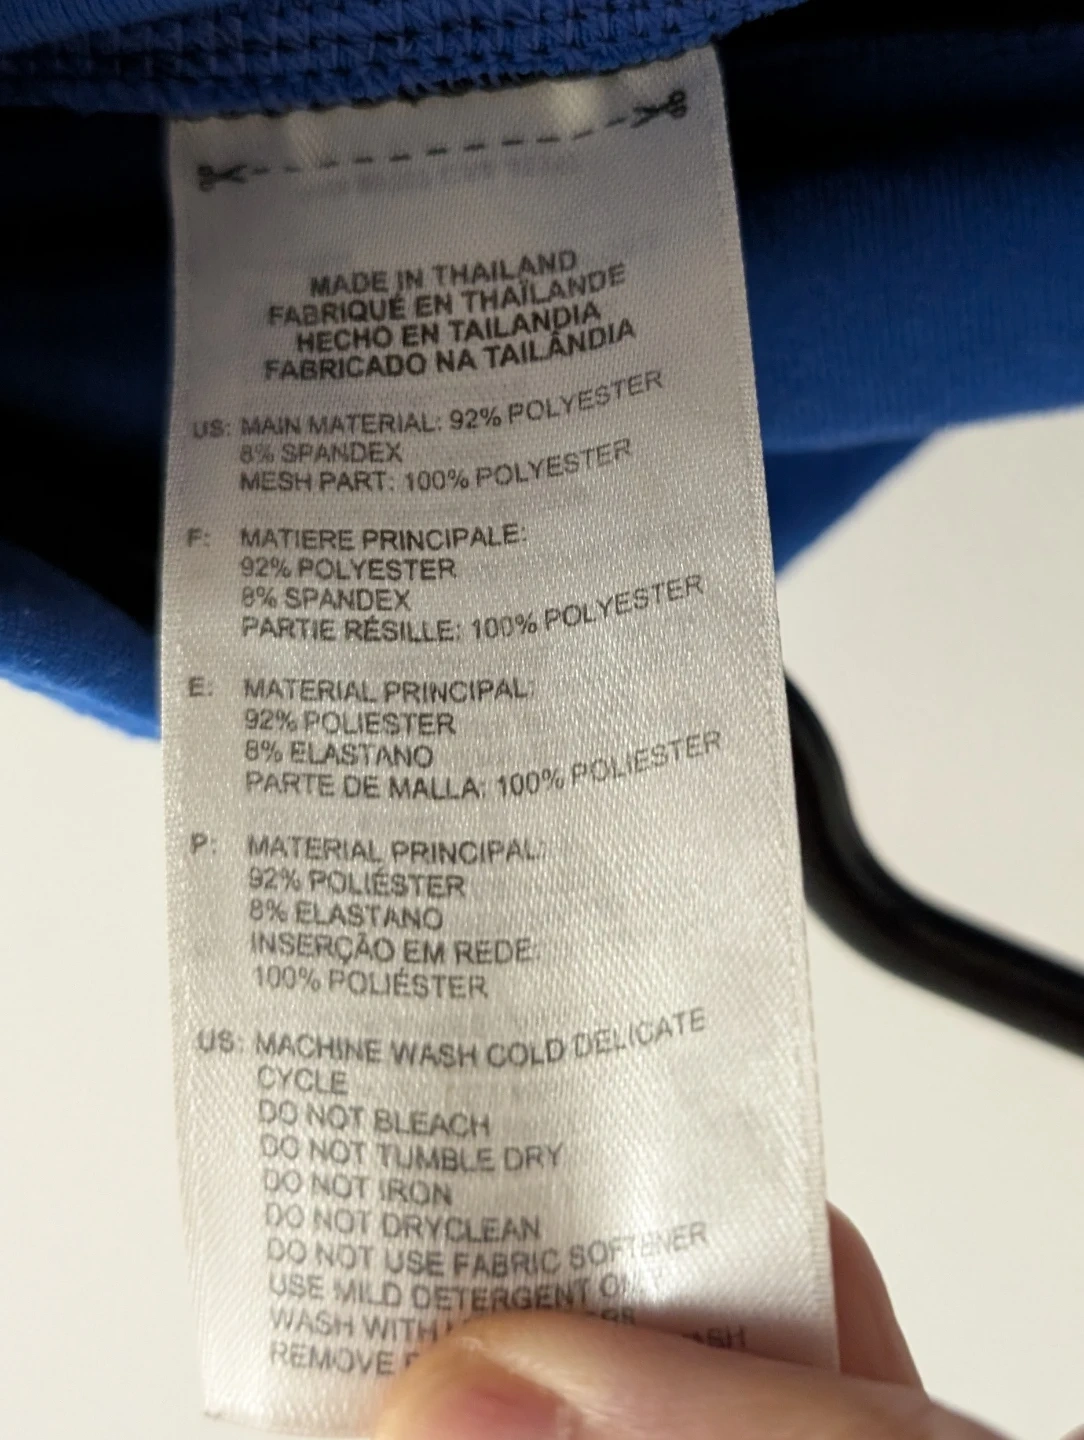 MADE IN THAILAND
FABRIQUÉ EN THAÏLANDE
HECHO EN TAILANDIA
FABRICADO NA TAILÂNDIA
US: MAIN MATERIAL: 92% POLYESTER
8% SPANDEX
MESH PART: 100% POLYESTER
F: MATIERE PRINCIPALE:
92% POLYESTER
8% SPANDEX
PARTIE RÉSILLE: 100% POLYESTER
E: MATERIAL PRINCIPAL:
92% POLIESTER
8% ELASTANO
PARTE DE MALLA: 100% POLIESTER
P: MATERIAL PRINCIPAL:
92% POLIÉSTER
8% ELASTANO
INSERÇÃO EM REDE:
100% POLIÉSTER
US: MACHINE WASH COLD DELICATE
CYCLE
DO NOT BLEACH
DO NOT TUMBLE DRY
DO NOT IRON
DO NOT DRYCLEAN
DO NOT USE FABRIC SOFTENER
USE MILD DETERGENT
WASH WITH
REMOVE